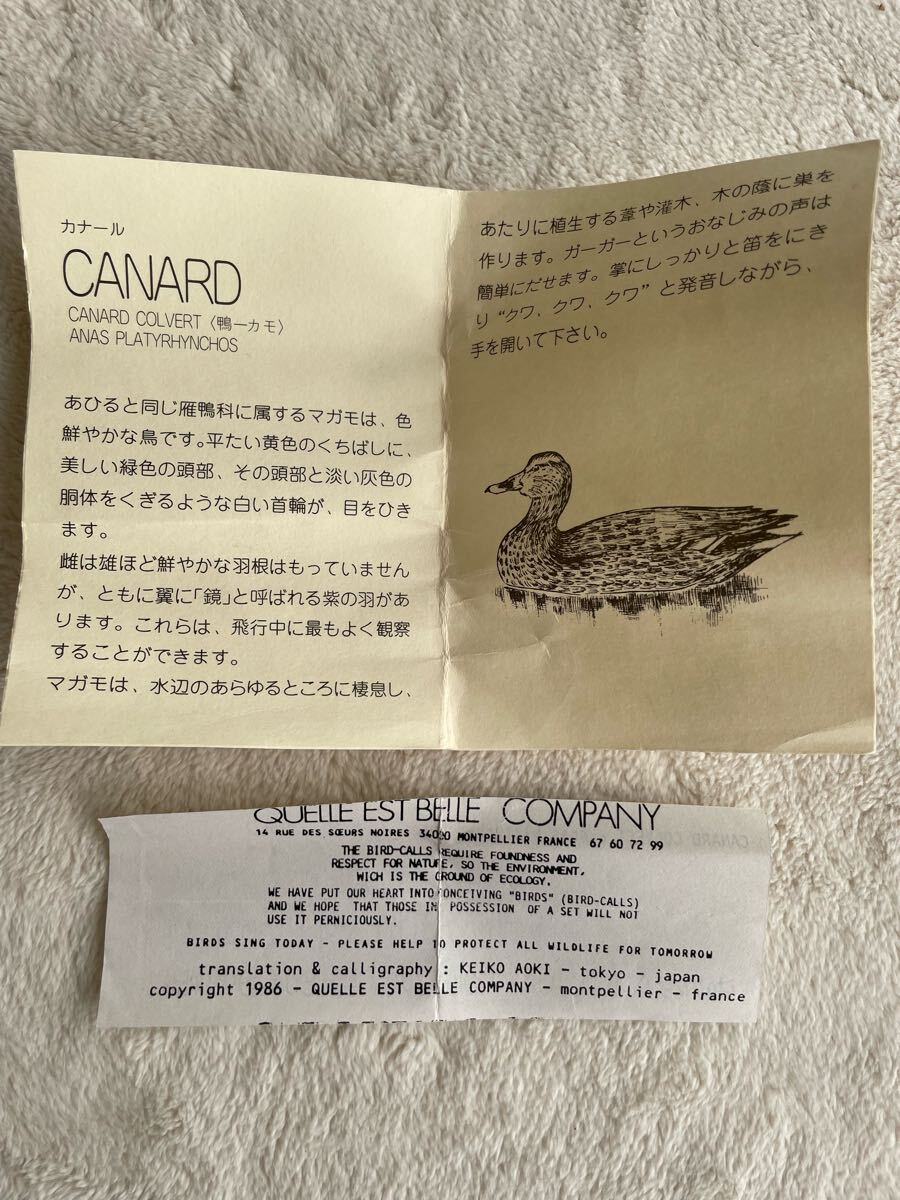 カナール
CANARD
CANARD COLVERT〈鴨一カモ〉
ANAS PLATYRHYNCHOS
あひると同じ雁鴨科に属するマガモは、色
鮮やかな鳥です。平たい黄色のくちばしに、
美しい緑色の頭部、その頭部と淡い灰色の
胴体をくぎるような白い首輪が、目をひき
ます。
雌は雄ほど鮮やかな羽根はもっていません
が、ともに翼に「鏡」と呼ばれる紫の羽があ
ります。これらは、飛行中に最もよく観察
することができます。
マガモは、水辺のあらゆるところに棲息し、
あたりに植生する葦や灌木、木の蔭に巣を
作ります。ガーガーというおなじみの声は
簡単にだせます。掌にしっかりと笛をにき
り“クワ、クワ、クワ”と発音しながら、
手を開いて下さい。
QUELLE EST BELLE COMPANY
14 RUE DES SŒURS NOIRES 34000 MONTPELLIER FRANCE 67 60 72 99
THE BIRD-CALLS REQUIRE FOUNDNESS AND
RESPECT FOR NATURE, SO THE ENVIRONMENT,
WICH IS THE GROUND OF ECOLOGY.
WE HAVE PUT OUR HEART INTO CONCEIVING "BIRDS" (BIRD-CALLS)
AND WE HOPE THAT THOSE IN POSSESSION OF A SET WILL NOT
USE IT PERNICIOUSLY.
BIRDS SING TODAY - PLEASE HELP TO PROTECT ALL WILDLIFE FOR TOMORROW
translation & calligraphy : KEIKO AOKI - tokyo - japan
copyright 1986 - QUELLE EST BELLE COMPANY - montpellier - france